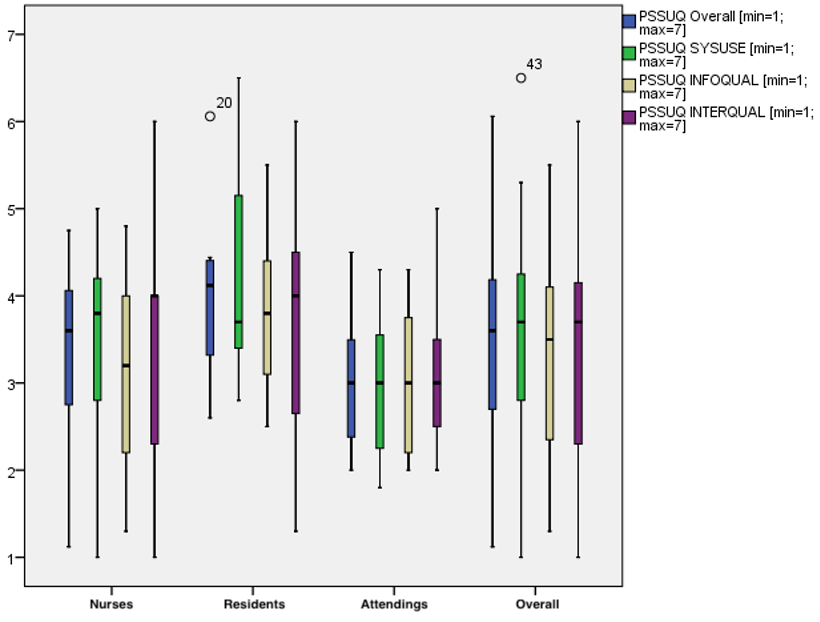 PSSUQ Overall [min=1;
max=7]
PSSUQ SYSUSE [min=1;
max=7]
PSSUQ INFOQUAL [min=1;
max=7]
PSSUQ INTERQUAL [min=1;
max=7]
7
6
5
4
3
2
1
20
43
Nurses
Residents
Attendings
Overall